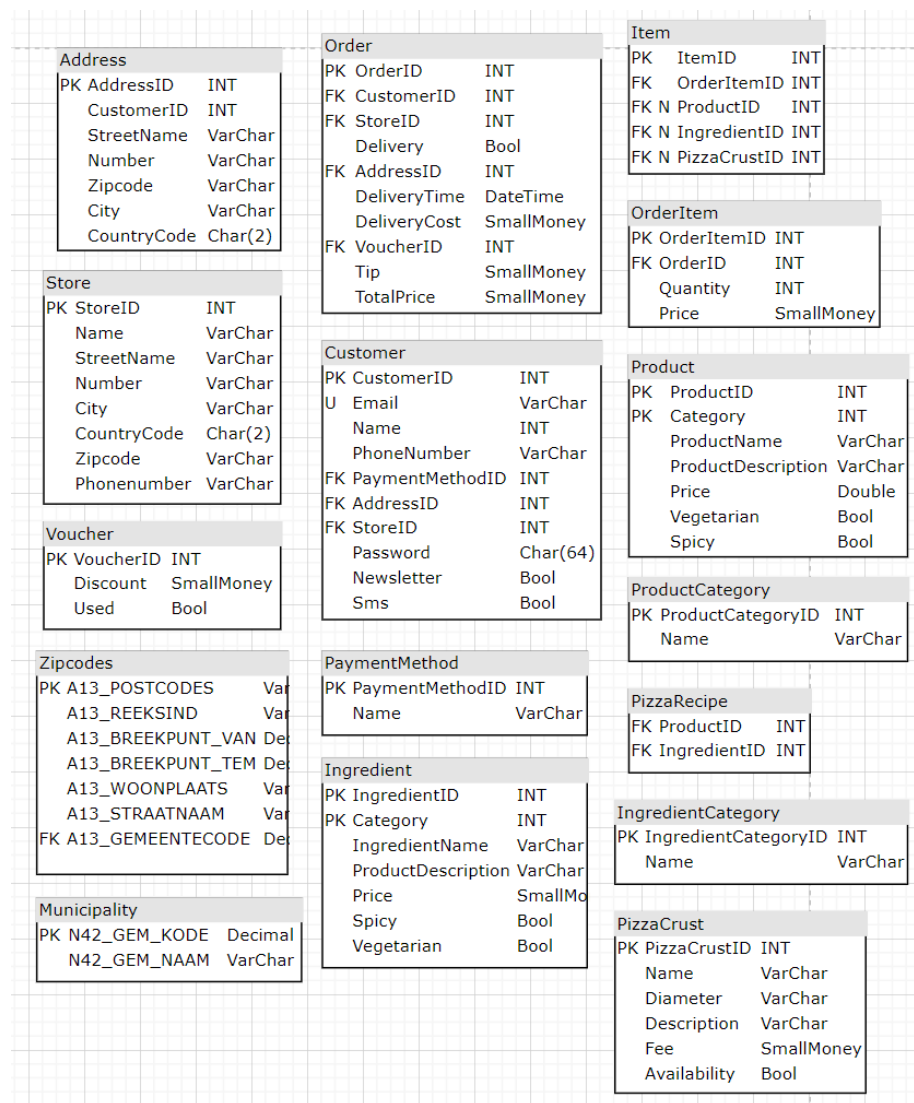 Address
PK AddressID INT
CustomerID INT
StreetName VarChar
Number VarChar
Zipcode VarChar
City VarChar
CountryCode Char(2)
Store
PK StoreID INT
Name VarChar
StreetName VarChar
Number VarChar
City VarChar
CountryCode Char(2)
Zipcode VarChar
Phonenumber VarChar
Voucher
PK VoucherID INT
Discount SmallMoney
Used Bool
Zipcodes
PK A13_POSTCODES Var
A13_REEKSIND Var
A13_BREEKPUNT_VAN Dec
A13_BREEKPUNT_TEM Dec
A13_WOONPLAATS Var
A13_STRAATNAAM Var
FK A13_GEMEENTECODE Dec
Municipality
PK N42_GEM_KODE Decimal
N42_GEM_NAAM VarChar
Order
PK OrderID INT
FK CustomerID INT
FK StoreID INT
Delivery Bool
FK AddressID INT
DeliveryTime DateTime
DeliveryCost SmallMoney
FK VoucherID INT
Tip SmallMoney
TotalPrice SmallMoney
Customer
PK CustomerID INT
U Email VarChar
Name INT
PhoneNumber VarChar
FK PaymentMethodID INT
FK AddressID INT
FK StoreID INT
Password Char(64)
Newsletter Bool
Sms Bool
PaymentMethod
PK PaymentMethodID INT
Name VarChar
Ingredient
PK IngredientID INT
PK Category INT
IngredientName VarChar
ProductDescription VarChar
Price SmallMo
Spicy Bool
Vegetarian Bool
Item
PK ItemID INT
FK OrderItemID INT
FK N ProductID INT
FK N IngredientID INT
FK N PizzaCrustID INT
OrderItem
PK OrderItemID INT
FK OrderID INT
Quantity INT
Price SmallMoney
Product
PK ProductID INT
PK Category INT
ProductName VarChar
ProductDescription VarChar
Price Double
Vegetarian Bool
Spicy Bool
ProductCategory
PK ProductCategoryID INT
Name VarChar
PizzaRecipe
FK ProductID INT
FK IngredientID INT
IngredientCategory
PK IngredientCategoryID INT
Name VarChar
PizzaCrust
PK PizzaCrustID INT
Name VarChar
Diameter VarChar
Description VarChar
Fee SmallMoney
Availability Bool